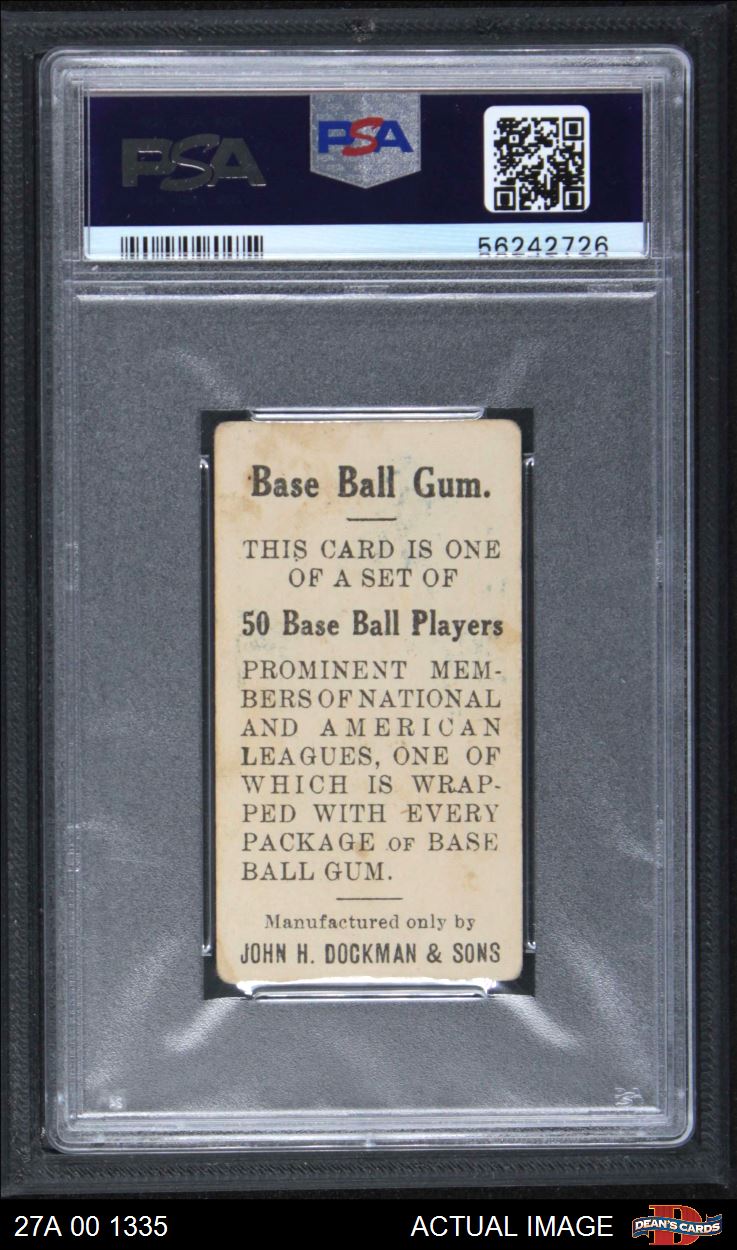 PSA
PSA
56242726
Base Ball Gum.
THIS CARD IS ONE
OF A SET OF
50 Base Ball Players
PROMINENT MEM-
BERS OF NATIONAL
AND AMERICAN
LEAGUES, ONE OF
WHICH IS WRAP-
PED WITH EVERY
PACKAGE OF BASE
BALL GUM.
Manufactured only by
JOHN H. DOCKMAN & SONS
27A 00 1335
ACTUAL IMAGE
DEAN'S CARDS